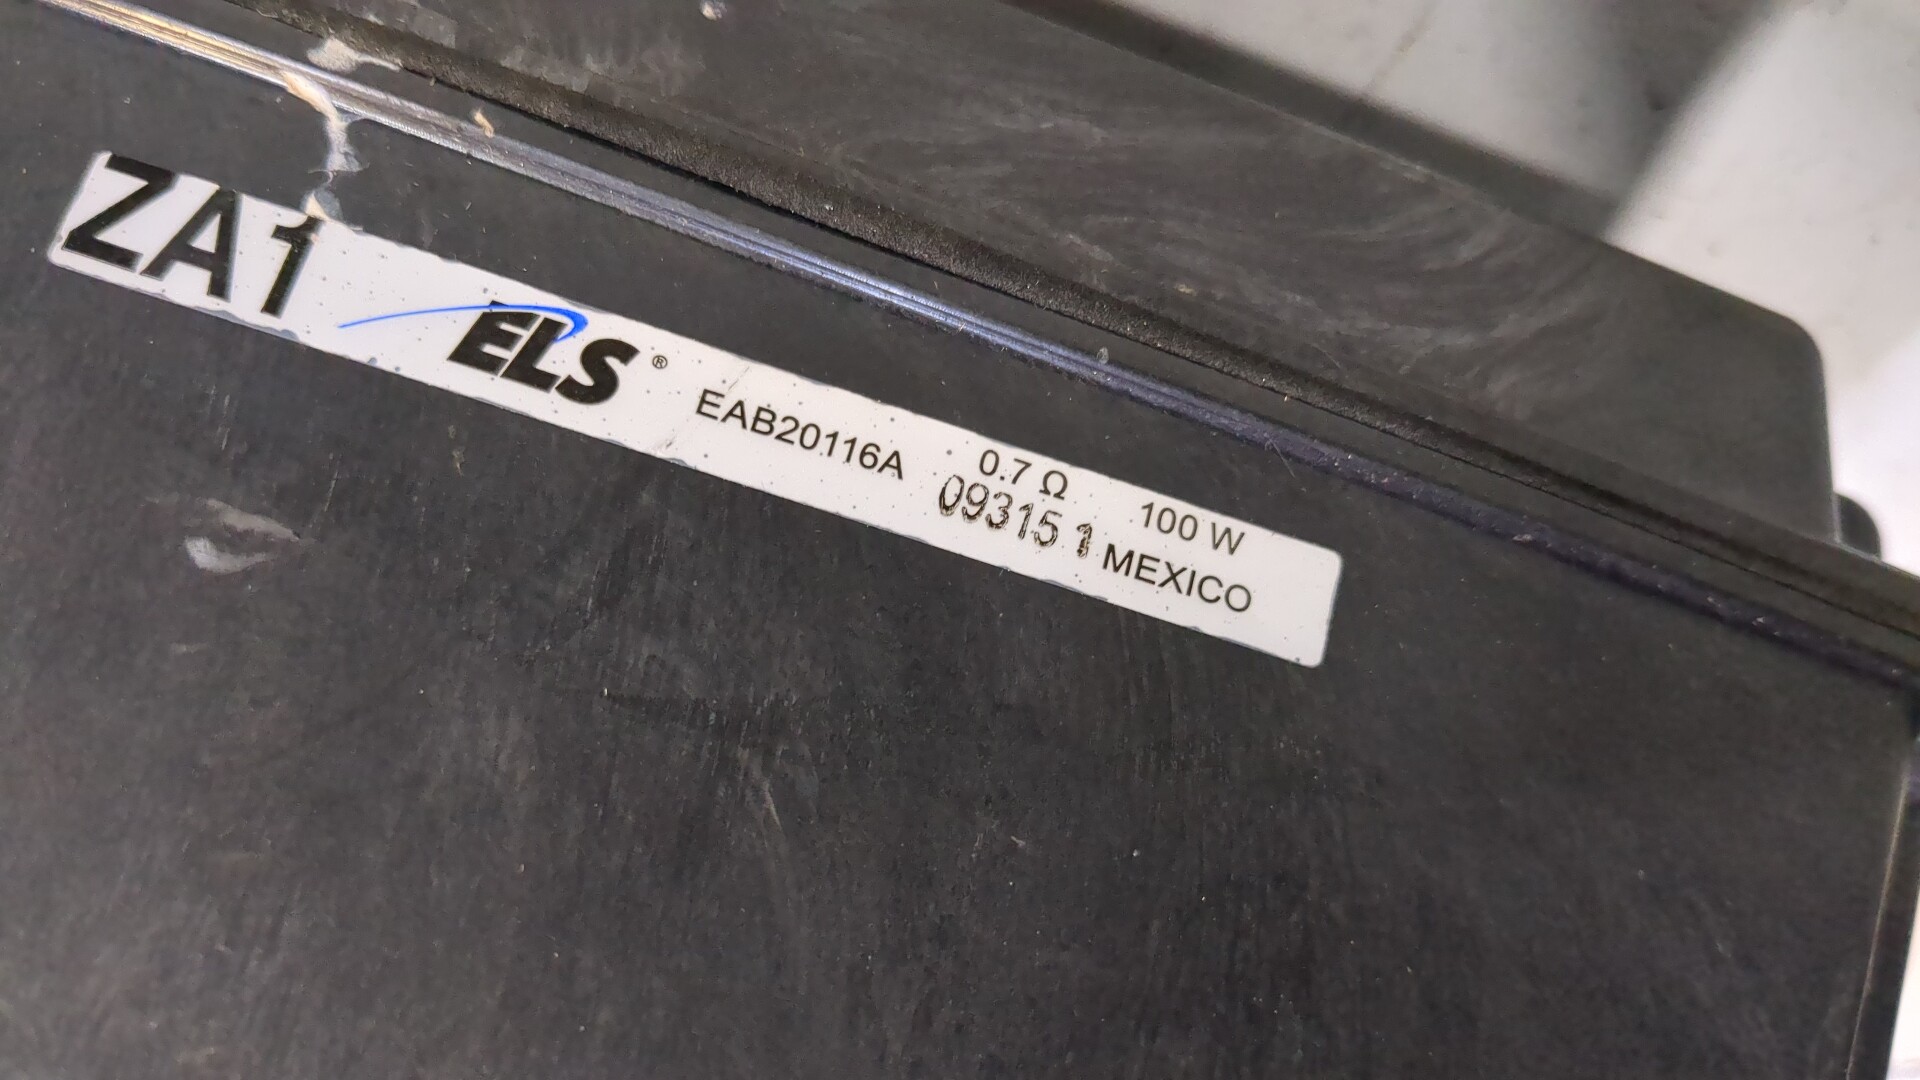 ZA1 ELS® EAB20116A 0.7 Ω 100 W
09315 1 MEXICO